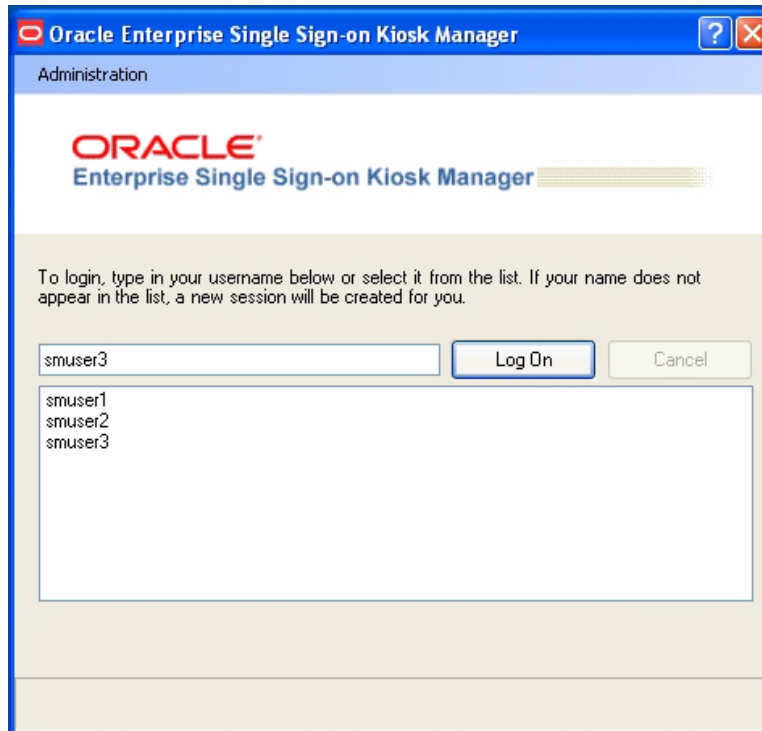 Oracle Enterprise Single Sign-on Kiosk Manager
Administration
ORACLE
Enterprise Single Sign-on Kiosk Manager
To login, type in your username below or select it from the list. If your name does not
appear in the list, a new session will be created for you.
smuser3 Log On Cancel
smuser1
smuser2
smuser3